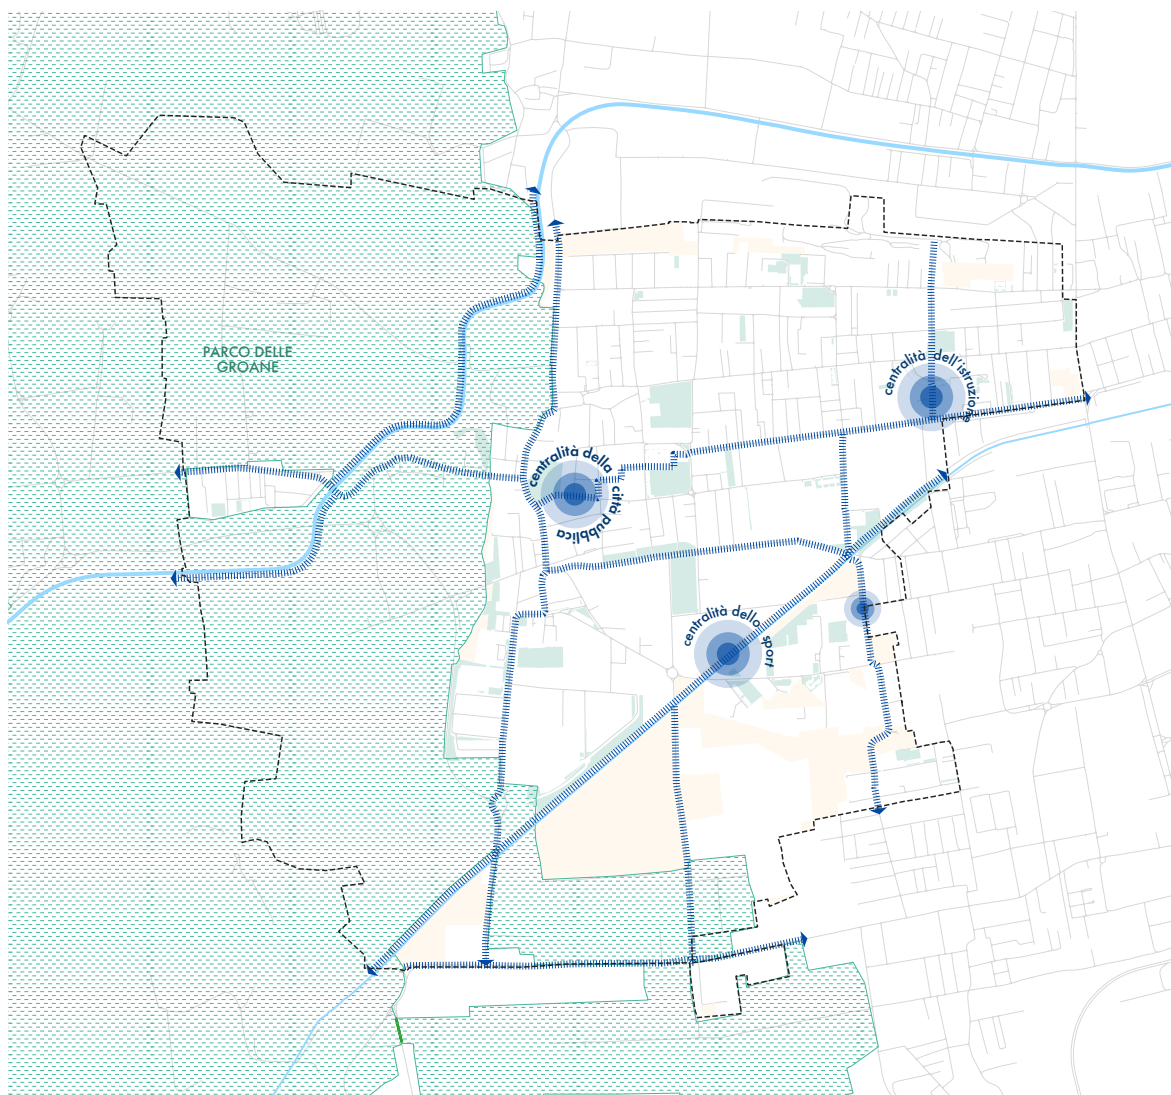 PARCO DELLE
GROANE
centralità dell'istruzione
centralità della città pubblica
centralità dello sport